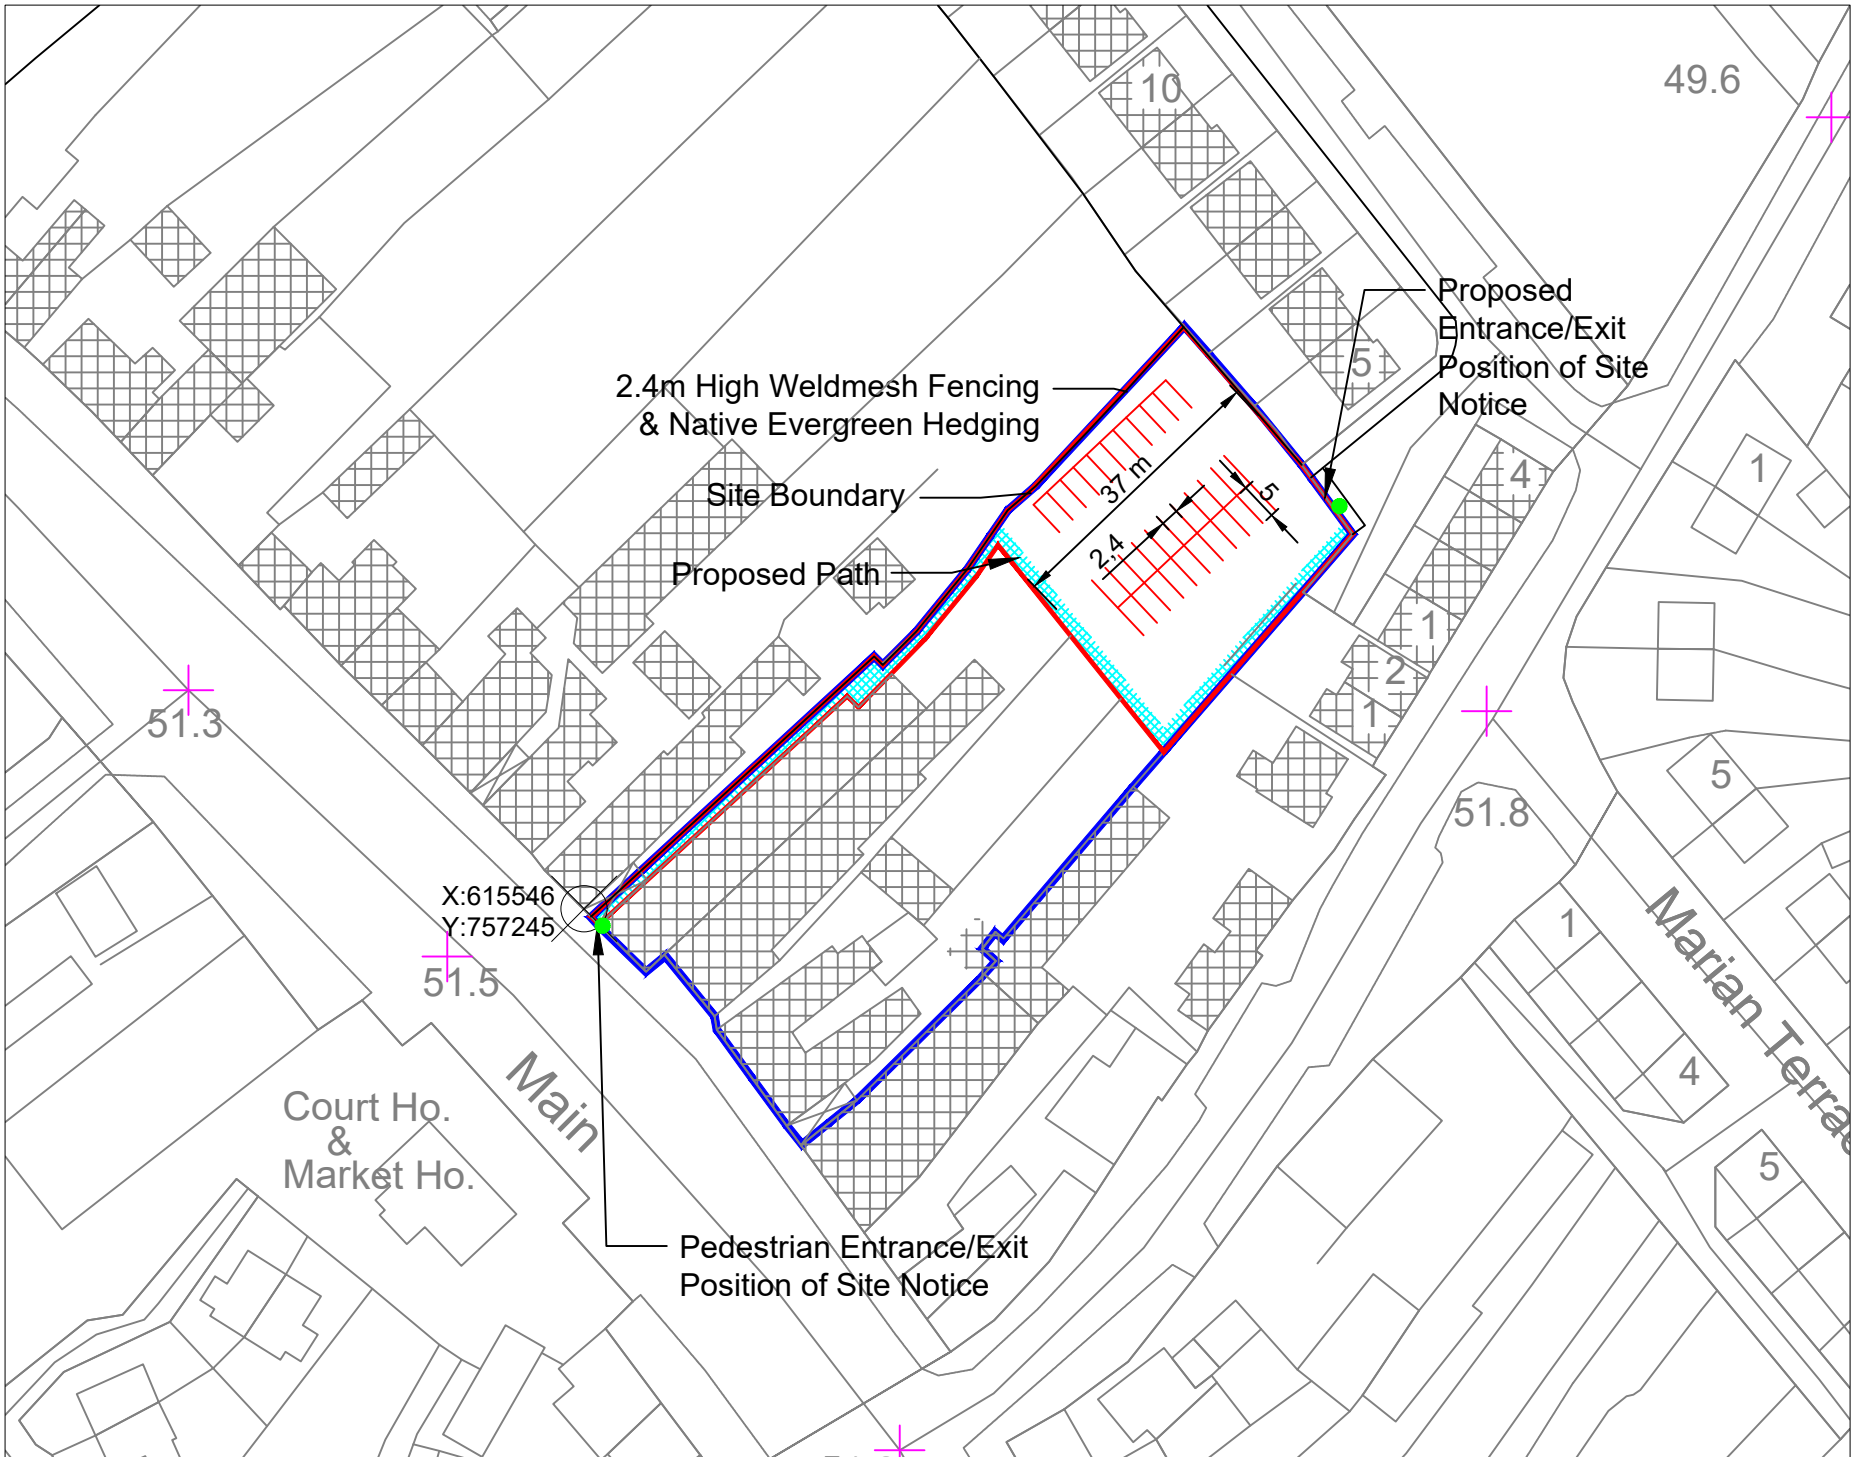 10
49.6
Proposed
Entrance/Exit
Position of Site
Notice
5
2.4m High Weldmesh Fencing
& Native Evergreen Hedging
37 m
Site Boundary
5
2,4
4
1
Proposed Path
1
2
1
51.3
5
51.8
X:615546
Y:757245
51.5
1
Marian Terrac
4
Main
Court Ho.
&
Market Ho.
5
Pedestrian Entrance/Exit
Position of Site Notice